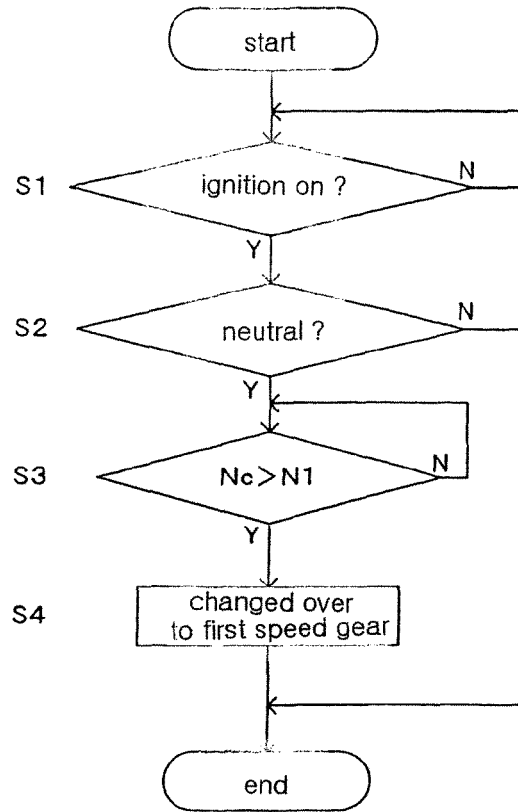 start
N
S1
ignition on ?
Y
N
S2
neutral ?
Y
S3
Nc>N1
N
Y
S4
changed over
to first speed gear
end